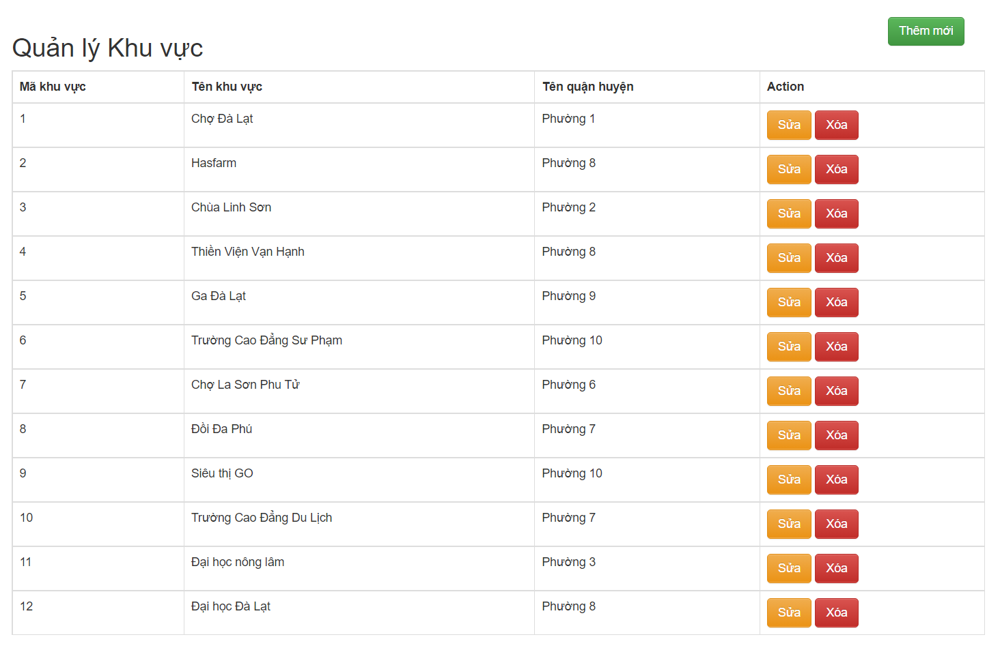 Thêm mới
Quản lý Khu vực
Mã khu vực Tên khu vực Tên quận huyện Action
1 Chợ Đà Lạt Phường 1 Sửa Xóa
2 Hasfarm Phường 8 Sửa Xóa
3 Chùa Linh Sơn Phường 2 Sửa Xóa
4 Thiền Viện Vạn Hạnh Phường 8 Sửa Xóa
5 Ga Đà Lạt Phường 9 Sửa Xóa
6 Trường Cao Đẳng Sư Phạm Phường 10 Sửa Xóa
7 Chợ La Sơn Phu Tử Phường 6 Sửa Xóa
8 Đồi Đa Phú Phường 7 Sửa Xóa
9 Siêu thị GO Phường 10 Sửa Xóa
10 Trường Cao Đẳng Du Lịch Phường 7 Sửa Xóa
11 Đại học nông lâm Phường 3 Sửa Xóa
12 Đại học Đà Lạt Phường 8 Sửa Xóa